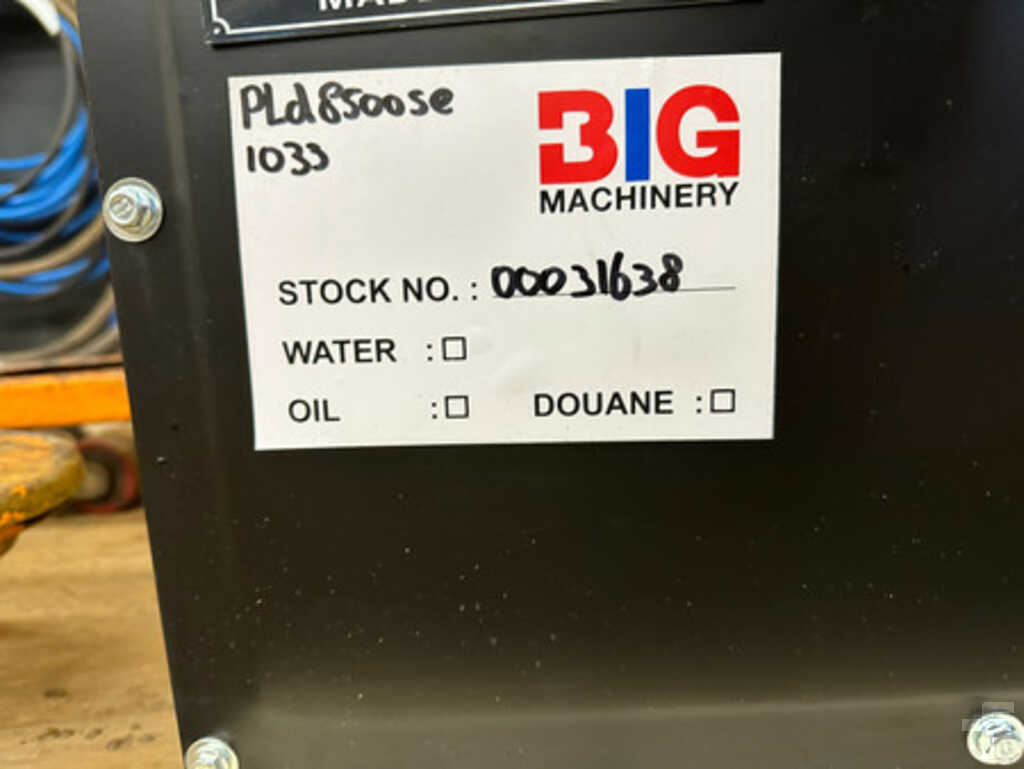 PLd8500se
1033
BIG
MACHINERY
STOCK NO. : 00031638
WATER :
OIL :
DOUANE :